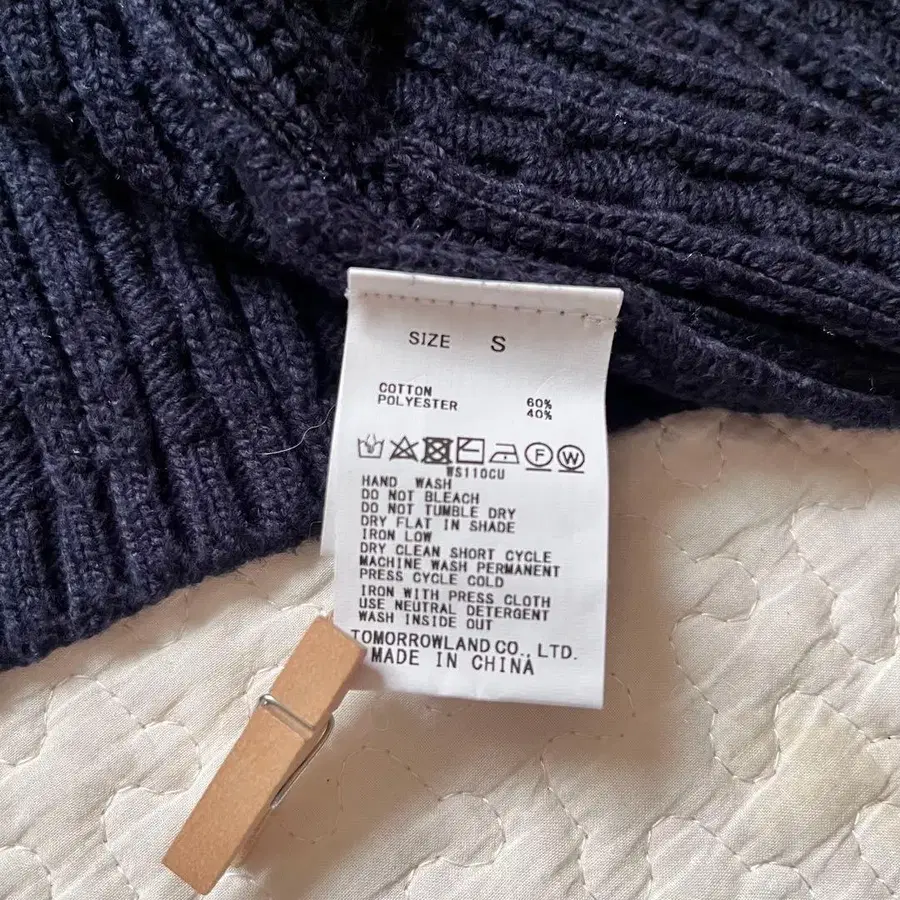 SIZE S
COTTON 60%
POLYESTER 40%
F W
WS110CU
HAND WASH
DO NOT BLEACH
DO NOT TUMBLE DRY
DRY FLAT IN SHADE
IRON LOW
DRY CLEAN SHORT CYCLE
MACHINE WASH PERMANENT
PRESS CYCLE COLD
IRON WITH PRESS CLOTH
USE NEUTRAL DETERGENT
WASH INSIDE OUT
TOMORROWLAND CO., LTD.
MADE IN CHINA